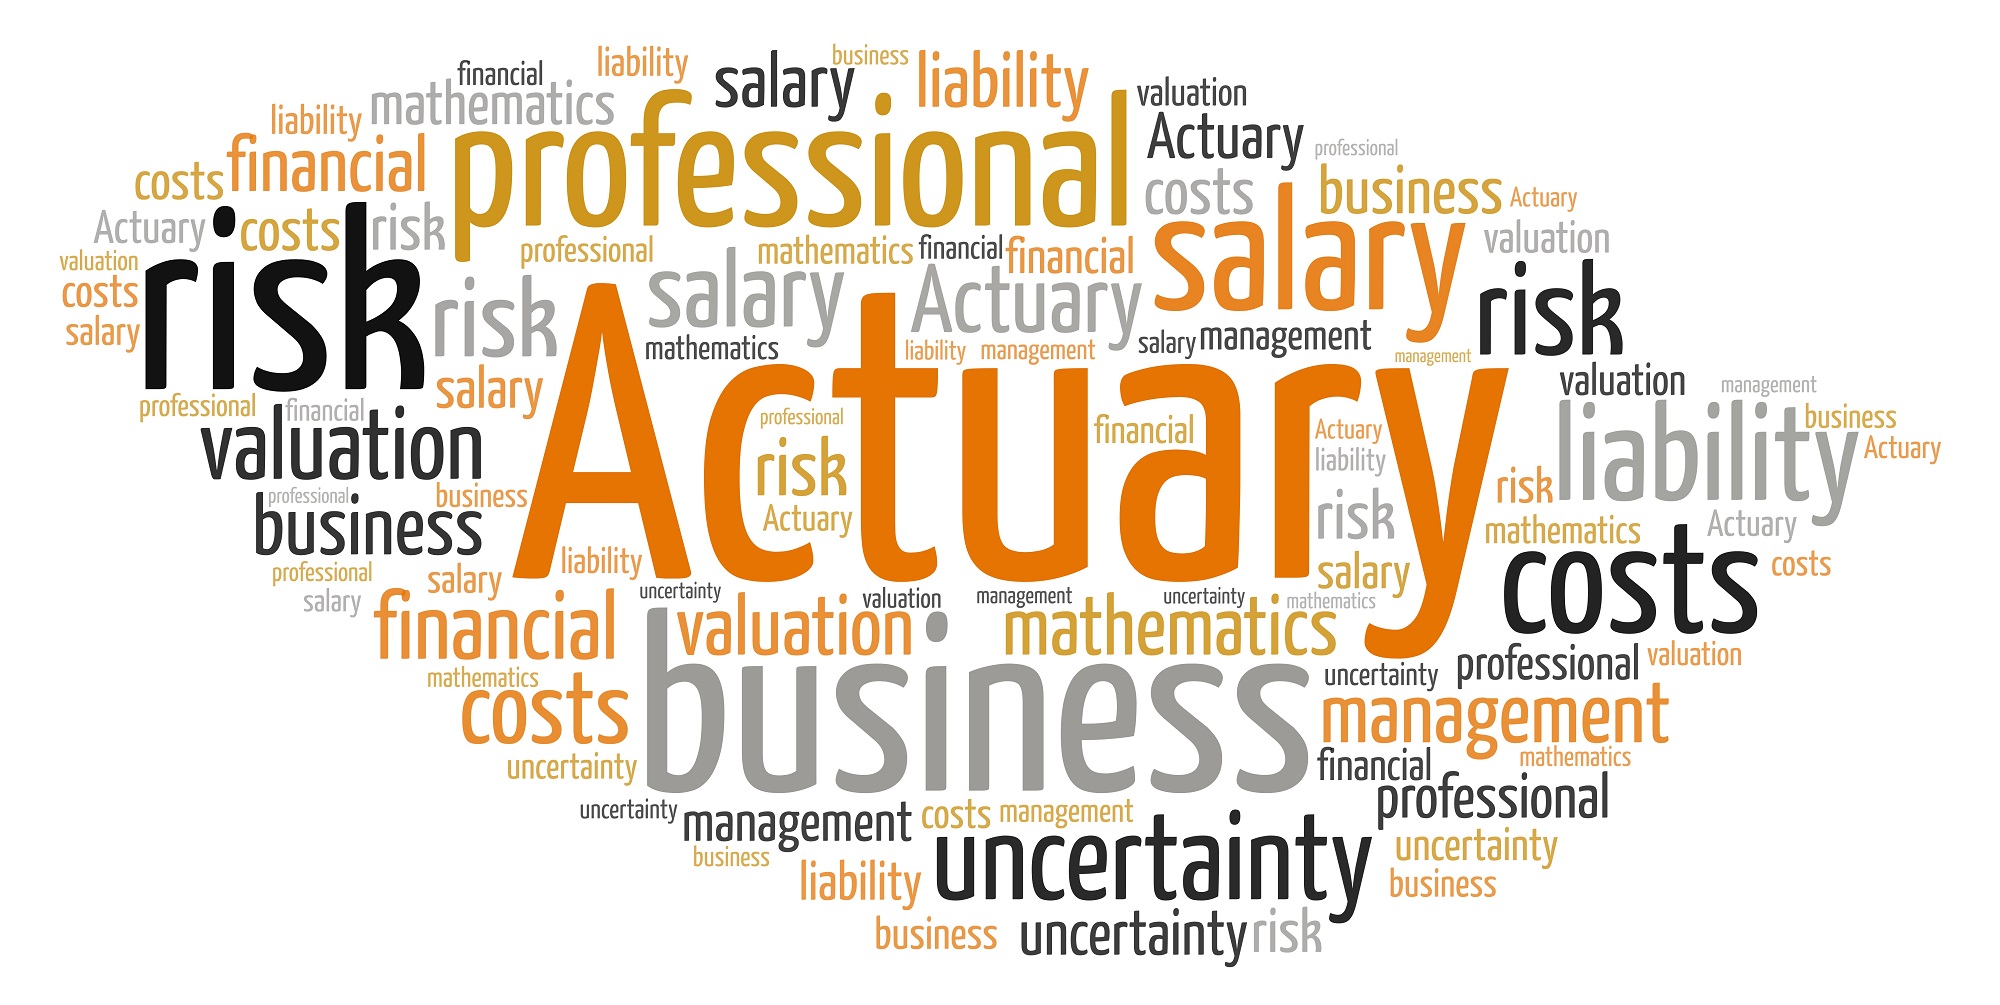 liability
business
financial
salary
liability
mathematics
valuation
liability
professional
Actuary
professional
financial
costs
costs
business
Actuary
Actuary
costs
risk
salary
valuation
risk
professional
mathematics
financial
financial
valuation
costs
salary
risk
salary
Actuary
risk
salary
mathematics
liability
management
salary
management
management
valuation
management
professional
financial
salary
Actuary
liability
business
Actuary
valuation
professional
financial
Actuary
liability
risk
risk
professional
business
business
Actuary
risk
mathematics
Actuary
costs
costs
professional
salary
liability
salary
salary
financial
uncertainty
valuation
valuation
management
uncertainty
mathematics
mathematics
business
mathematics
costs
uncertainty
professional
valuation
management
uncertainty
financial
mathematics
professional
uncertainty
management
costs
management
uncertainty
uncertainty
business
liability
business
business
uncertainty
risk